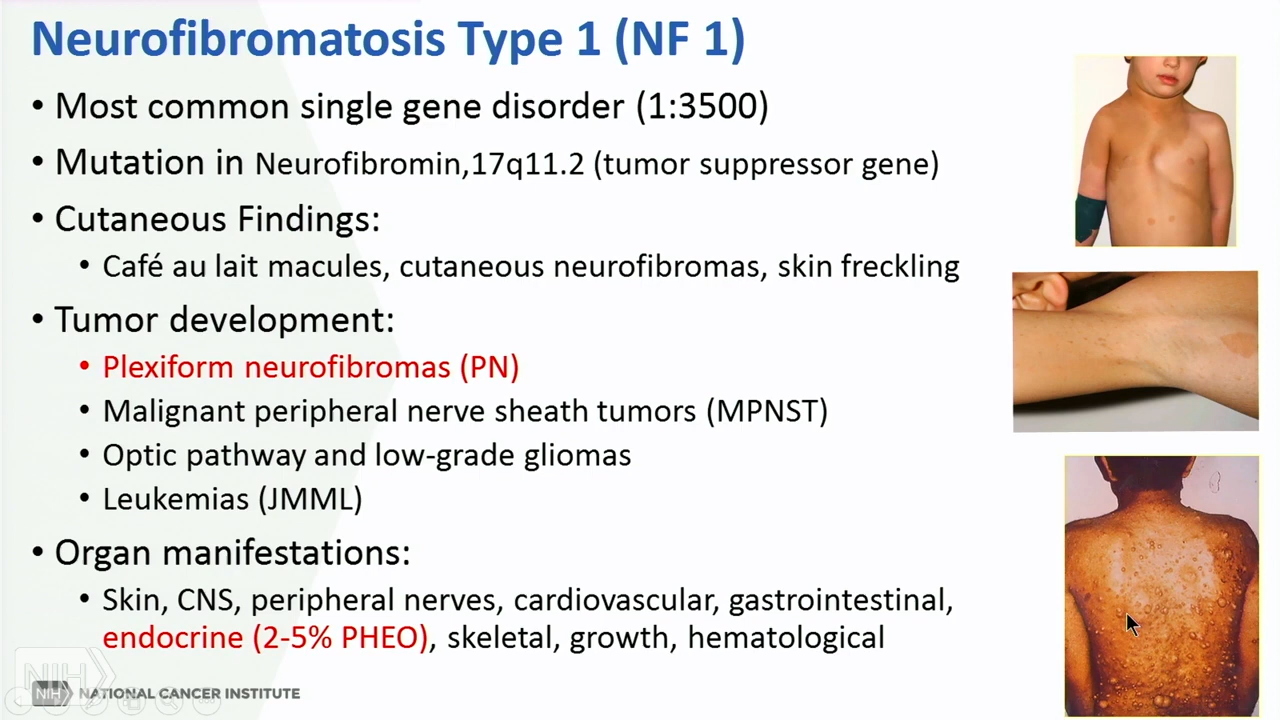 Neurofibromatosis Type 1 (NF 1)
• Most common single gene disorder (1:3500)
• Mutation in Neurofibromin,17q11.2 (tumor suppressor gene)
• Cutaneous Findings:
• Café au lait macules, cutaneous neurofibromas, skin freckling
• Tumor development:
• Plexiform neurofibromas (PN)
• Malignant peripheral nerve sheath tumors (MPNST)
• Optic pathway and low-grade gliomas
• Leukemias (JMML)
• Organ manifestations:
• Skin, CNS, peripheral nerves, cardiovascular, gastrointestinal,
endocrine (2-5% PHEO), skeletal, growth, hematological
NIH
NIH NATIONAL CANCER INSTITUTE